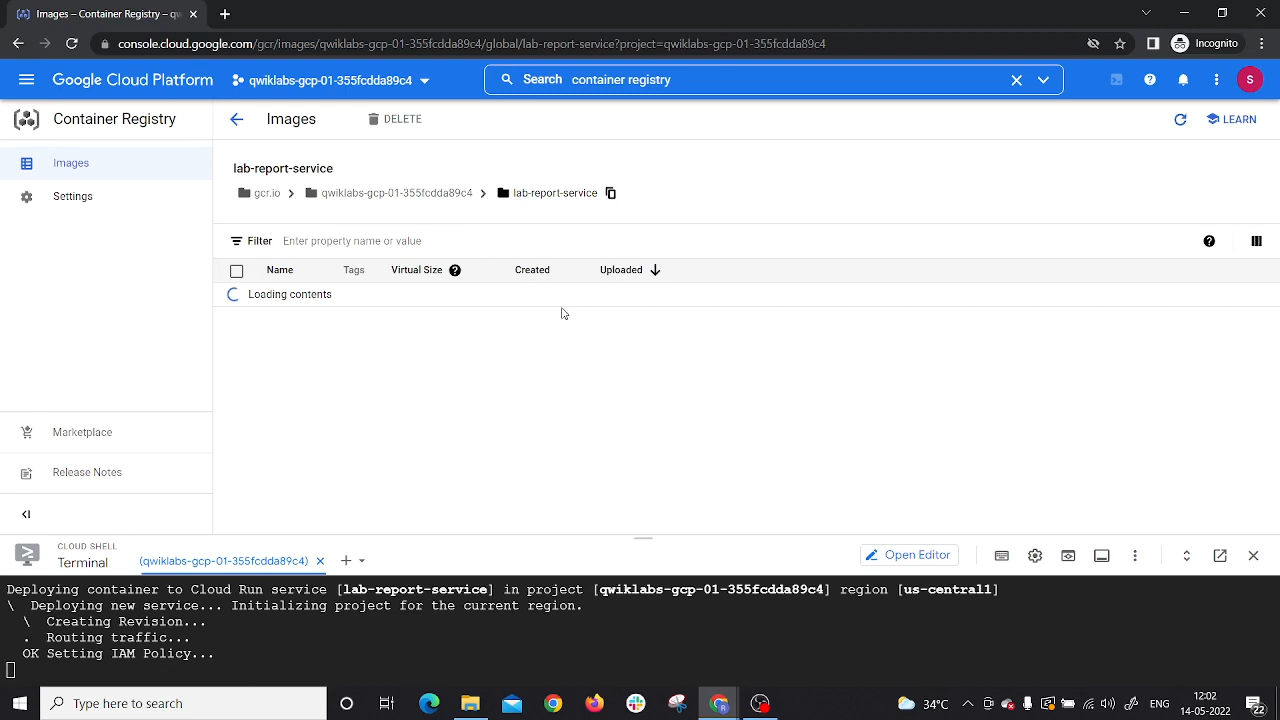 Images – Container Registry – qw
console.cloud.google.com/gcr/images/qwiklabs-gcp-01-355fcdda89c4/global/lab-report-service?project=qwiklabs-gcp-01-355fcdda89c4
Incognito
Google Cloud Platform
qwiklabs-gcp-01-355fcdda89c4
Search container registry
S
Container Registry
Images
DELETE
LEARN
Images
Settings
lab-report-service
gcr.io
qwiklabs-gcp-01-355fcdda89c4
lab-report-service
Filter Enter property name or value
Name Tags Virtual Size Created Uploaded
Loading contents
Marketplace
Release Notes
CLOUD SHELL
Terminal
(qwiklabs-gcp-01-355fcdda89c4)
Open Editor
Deploying container to Cloud Run service [lab-report-service] in project [qwiklabs-gcp-01-355fcdda89c4] region [us-central1]
\ Deploying new service... Initializing project for the current region.
\ Creating Revision...
. Routing traffic...
OK Setting IAM Policy...
Type here to search
34°C
ENG
12:02
14-05-2022
22